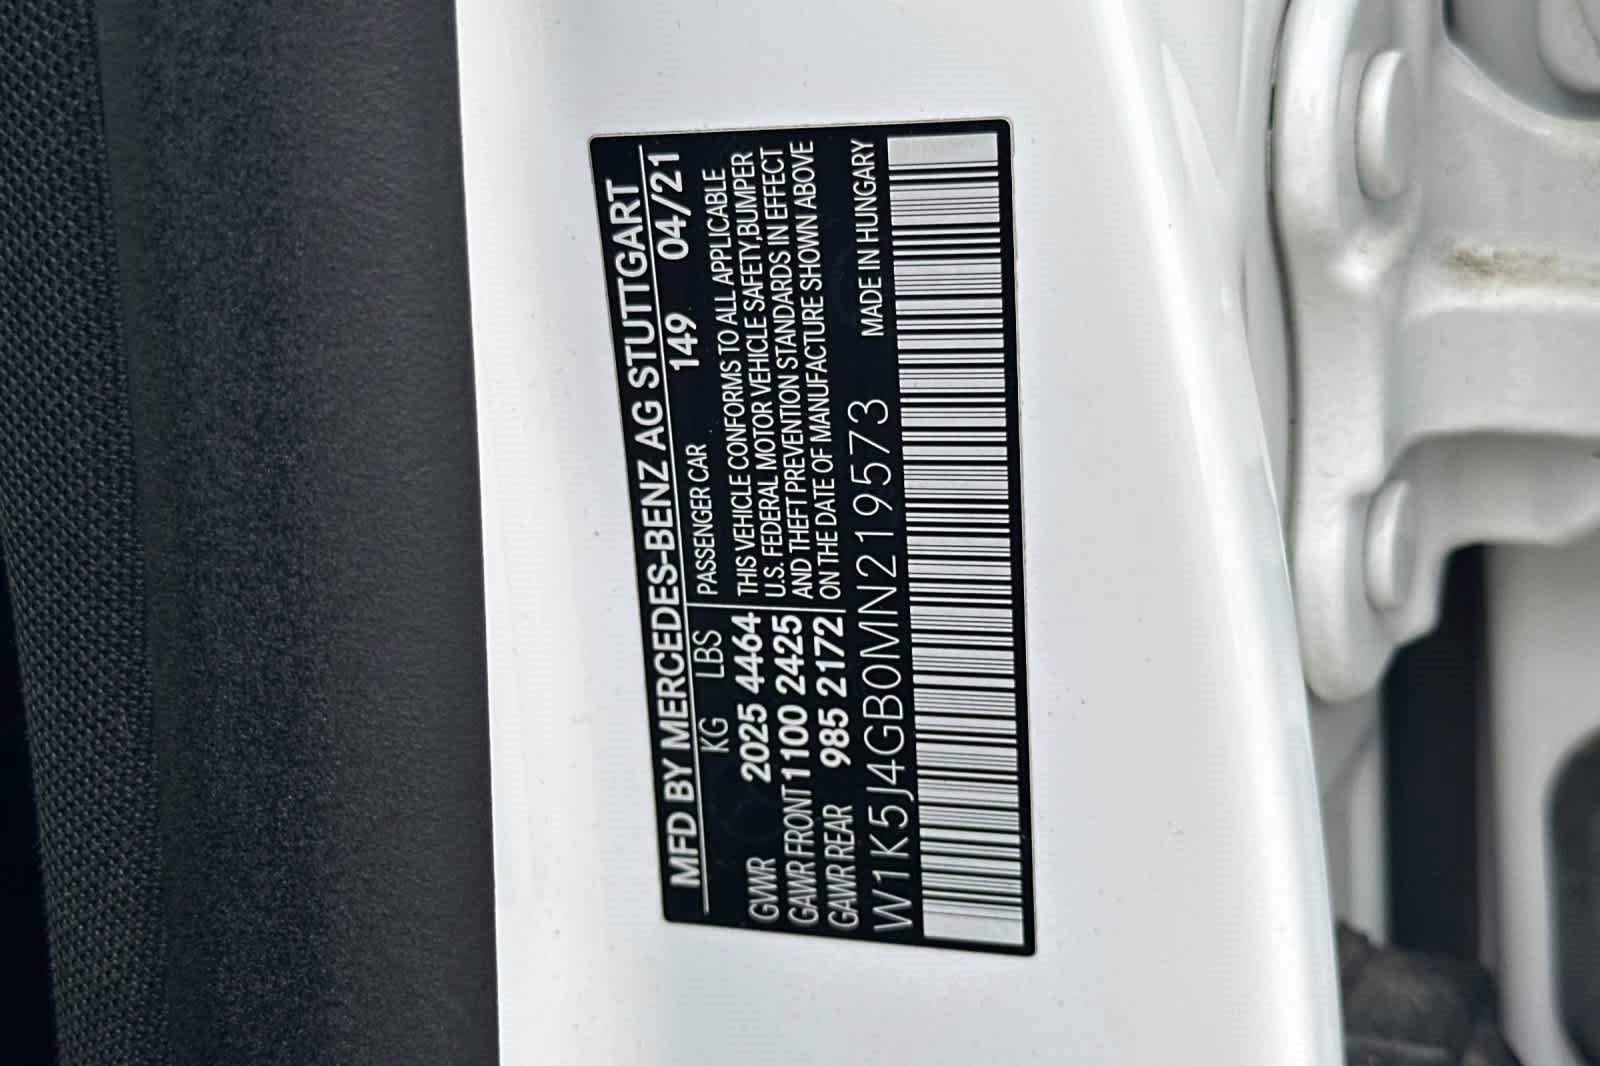 MFD BY MERCEDES-BENZ AG STUTTGART
149 04/21
KG LBS PASSENGER CAR
GVWR 2025 4464 THIS VEHICLE CONFORMS TO ALL APPLICABLE
GAWR FRONT 1100 2425 U.S. FEDERAL MOTOR VEHICLE SAFETY,BUMPER
GAWR REAR 985 2172 AND THEFT PREVENTION STANDARDS IN EFFECT
ON THE DATE OF MANUFACTURE SHOWN ABOVE
W1K5J4GB0MN219573 MADE IN HUNGARY